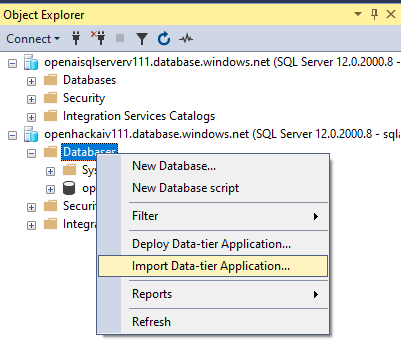 Object Explorer
Connect
openaisqlserverv111.database.windows.net (SQL Server 12.0.2000.8 -
Databases
Security
Integration Services Catalogs
openhackaiv111.database.windows.net (SQL Server 12.0.2000.8 - sqla
Databases
Sys
op
Securi
Integra
New Database...
New Database script
Filter
Deploy Data-tier Application...
Import Data-tier Application...
Reports
Refresh